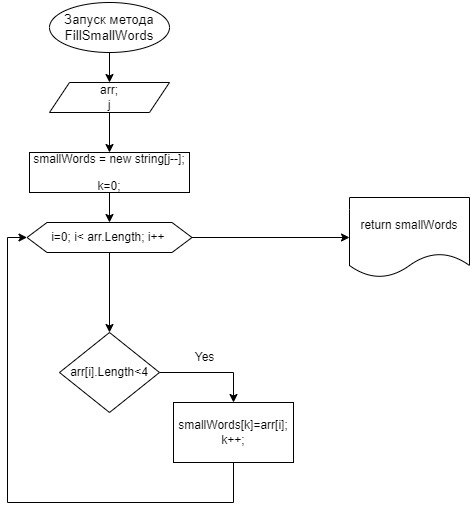 Запуск метода
FillSmallWords
arr;
j
smallWords = new string[j--];
k=0;
i=0; i< arr.Length; i++
return smallWords
arr[i].Length<4
Yes
smallWords[k]=arr[i];
k++;